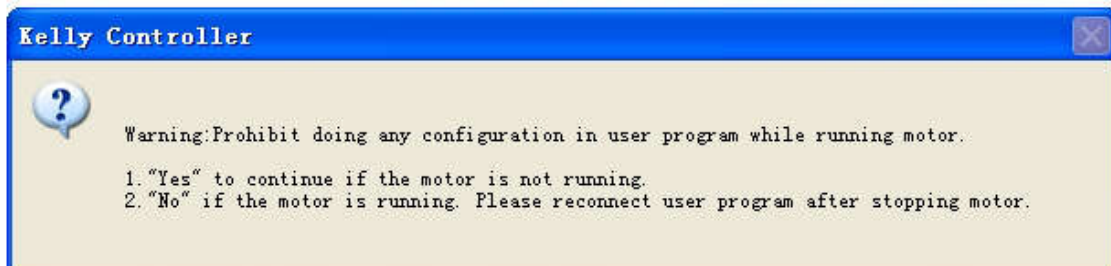 Kelly Controller
?
Warning:Prohibit doing any configuration in user program while running motor.
1."Yes" to continue if the motor is not running.
2."No" if the motor is running. Please reconnect user program after stopping motor.